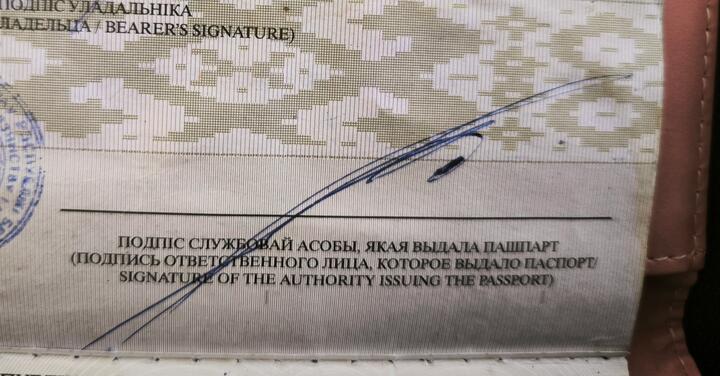 ПОДПІС УЛАДАЛЬНІКА
ЛАДЕЛЬЦА / BEARER'S SIGNATURE)
ПОДПІС СЛУЖБОВАЙ АСОБЫ, ЯКАЯ ВЫДАЛА ПАШПАРТ
(ПОДПИСЬ ОТВЕТСТВЕННОГО ЛИЦА, КОТОРОЕ ВЫДАЛО ПАСПОРТ/
SIGNATURE OF THE AUTHORITY ISSUING THE PASSPORT)